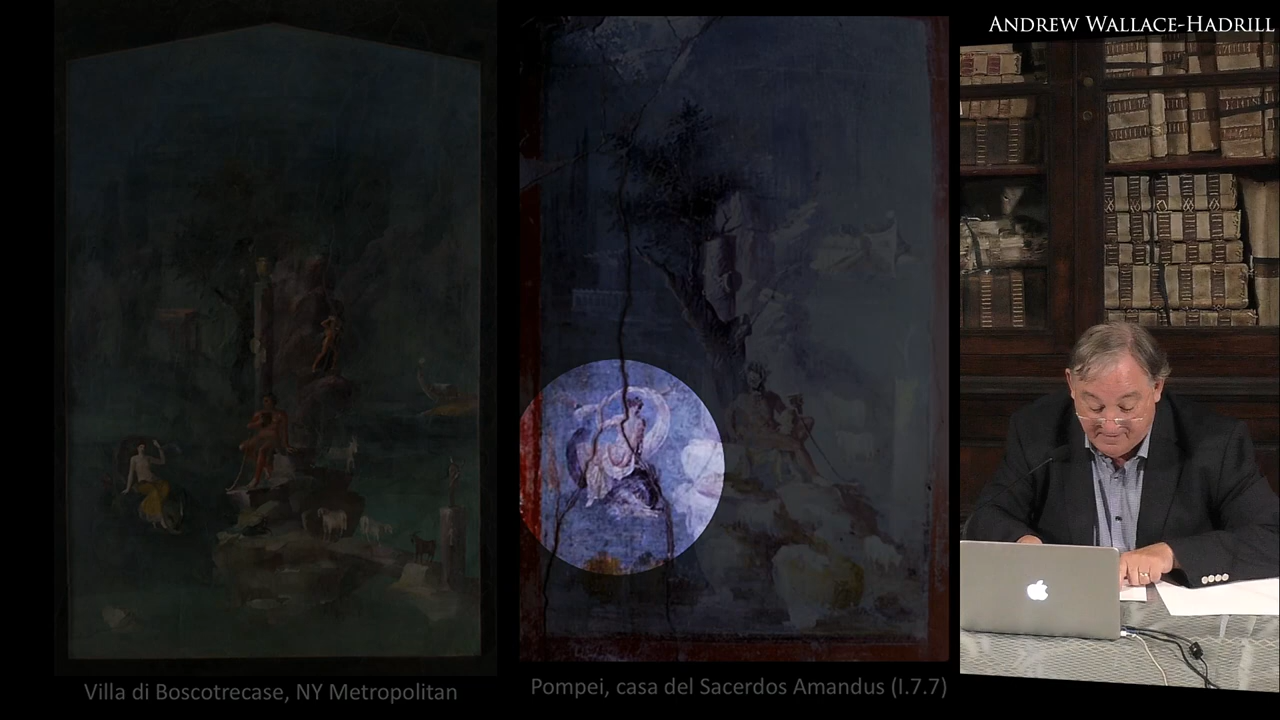 ANDREW WALLACE-HADRILL
Villa di Boscotrecase, NY Metropolitan
Pompei, casa del Sacerdos Amandus (I.7.7)